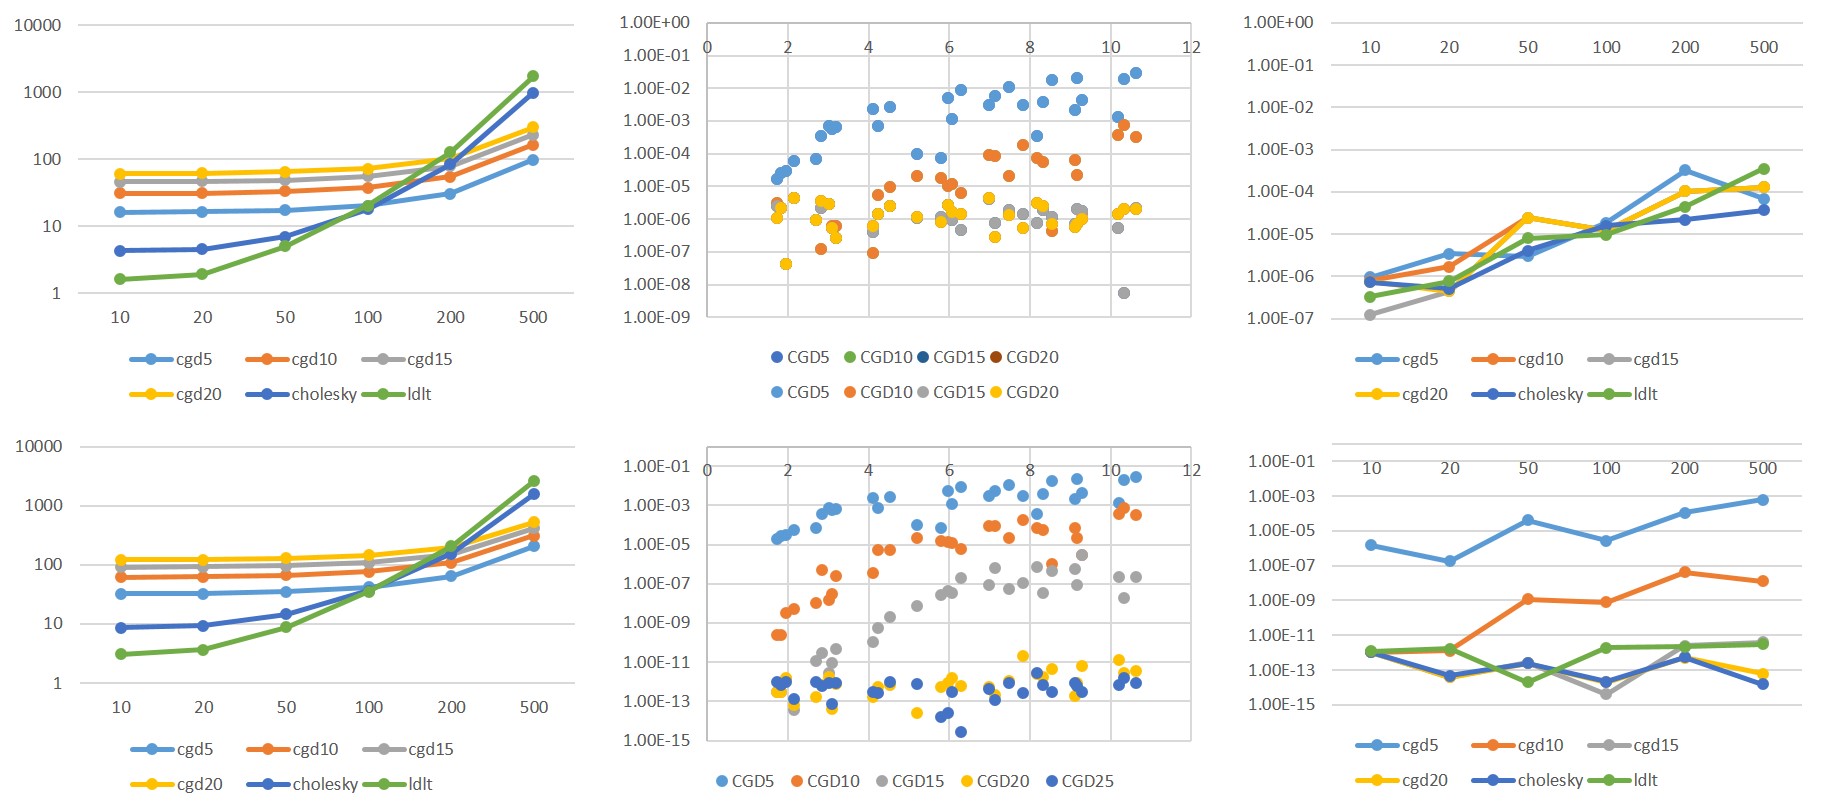 10000
1000
100
10
1
10 20 50 100 200 500
cgd5 cgd10 cgd15
cgd20 cholesky ldlt
1.00E+00
0 2 4 6 8 10 12
1.00E-01
1.00E-02
1.00E-03
1.00E-04
1.00E-05
1.00E-06
1.00E-07
1.00E-08
1.00E-09
CGD5 CGD10 CGD15 CGD20
CGD5 CGD10 CGD15 CGD20
1.00E+00
10 20 50 100 200 500
1.00E-01
1.00E-02
1.00E-03
1.00E-04
1.00E-05
1.00E-06
1.00E-07
cgd5 cgd10 cgd15
cgd20 cholesky ldlt
10000
1000
100
10
1
10 20 50 100 200 500
cgd5 cgd10 cgd15
cgd20 cholesky ldlt
1.00E-01
0 2 4 6 8 10 12
1.00E-03
1.00E-05
1.00E-07
1.00E-09
1.00E-11
1.00E-13
1.00E-15
CGD5 CGD10 CGD15 CGD20 CGD25
1.00E-01
10 20 50 100 200 500
1.00E-03
1.00E-05
1.00E-07
1.00E-09
1.00E-11
1.00E-13
1.00E-15
cgd5 cgd10 cgd15
cgd20 cholesky ldlt